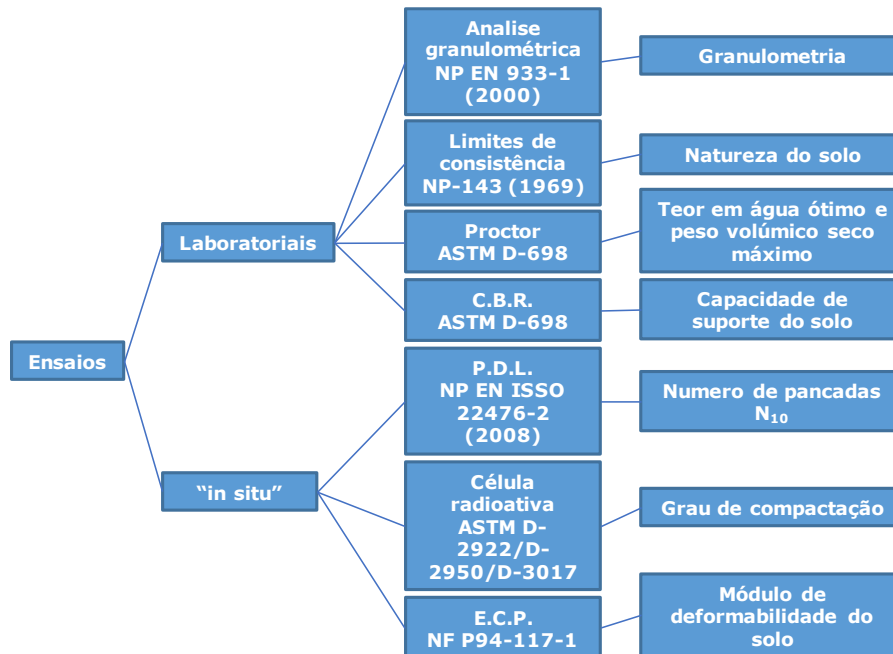 Analise
granulométrica
NP EN 933-1
(2000)
Granulometria
Limites de
consistência
NP-143 (1969)
Natureza do solo
Laboratoriais
Proctor
ASTM D-698
Teor em água ótimo e
peso volúmico seco
máximo
C.B.R.
ASTM D-698
Capacidade de
suporte do solo
Ensaios
P.D.L.
NP EN ISSO
22476-2
(2008)
Numero de pancadas
N₁₀
“in situ”
Célula
radioativa
ASTM D-
2922/D-
2950/D-3017
Grau de compactação
E.C.P.
NF P94-117-1
Módulo de
deformabilidade do
solo